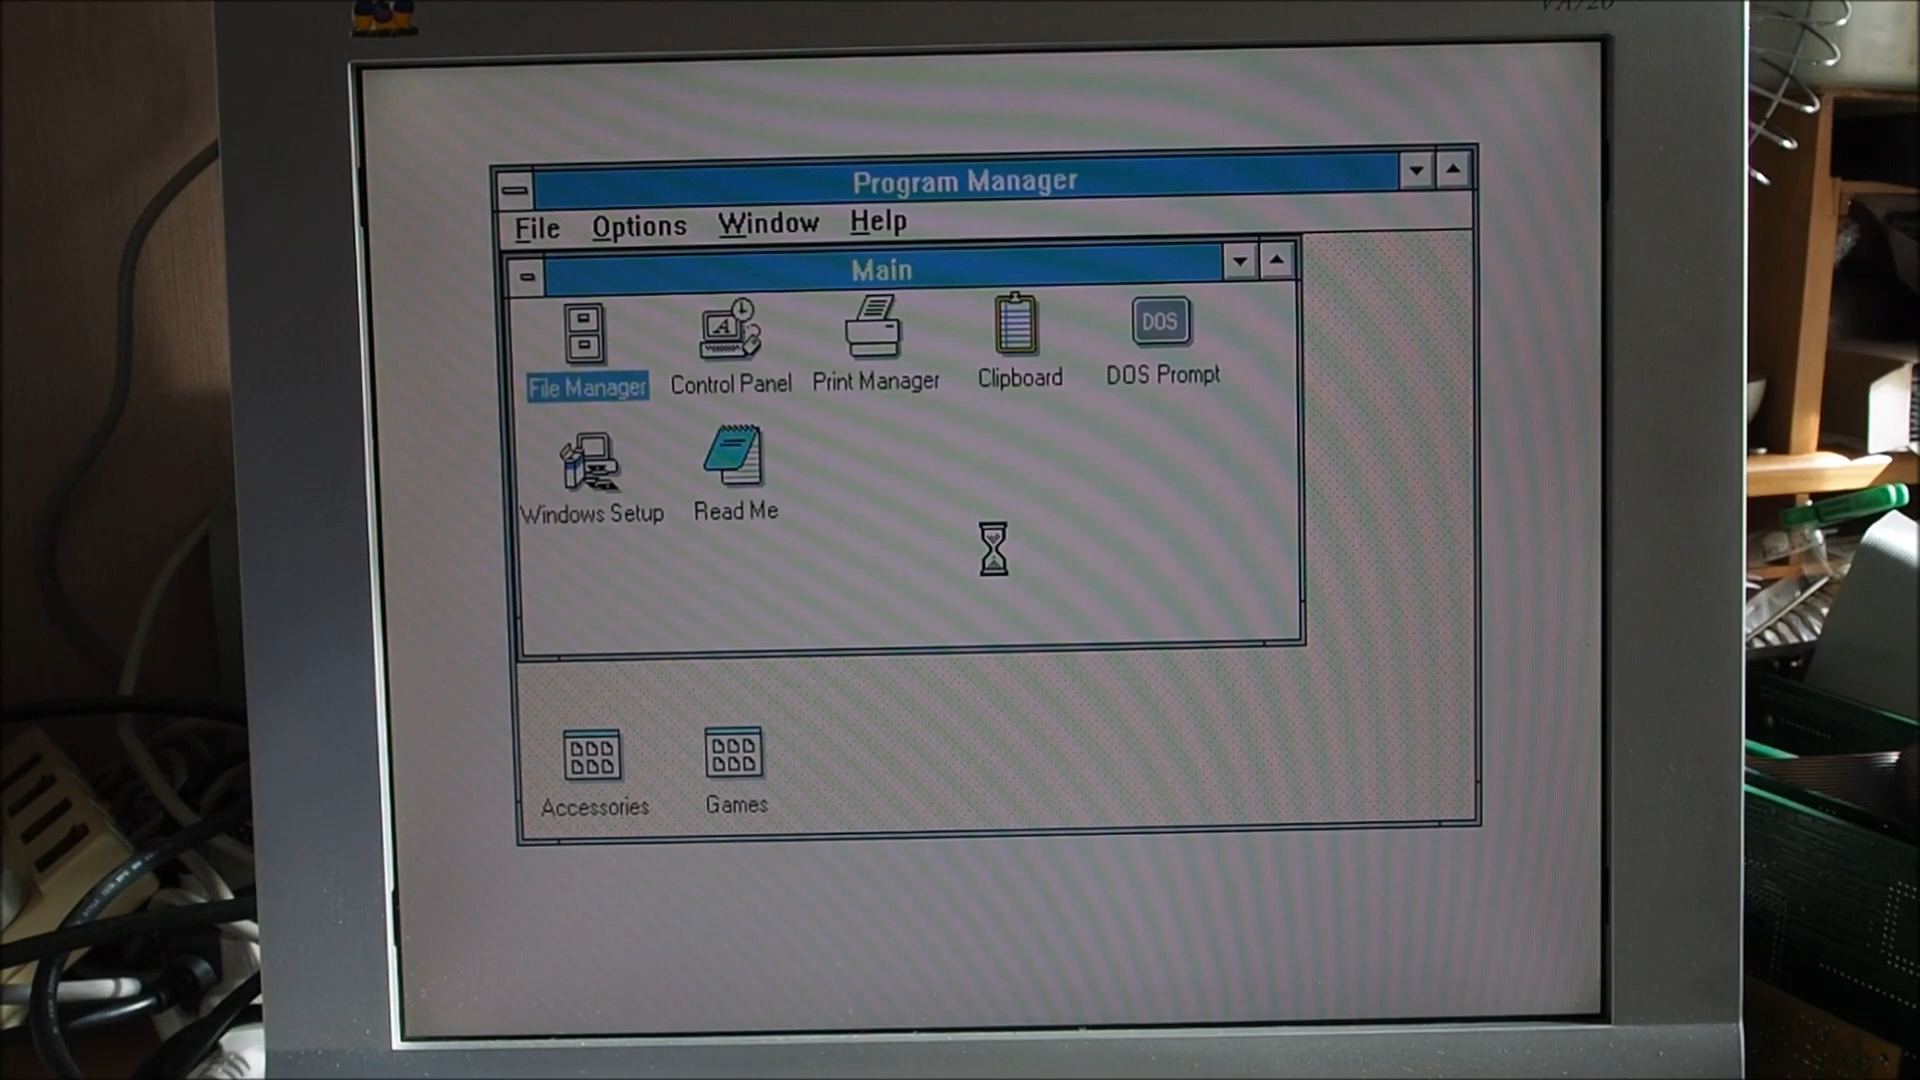 VA720
Program Manager
File Options Window Help
Main
File Manager Control Panel Print Manager Clipboard DOS DOS Prompt
Windows Setup Read Me
Accessories Games